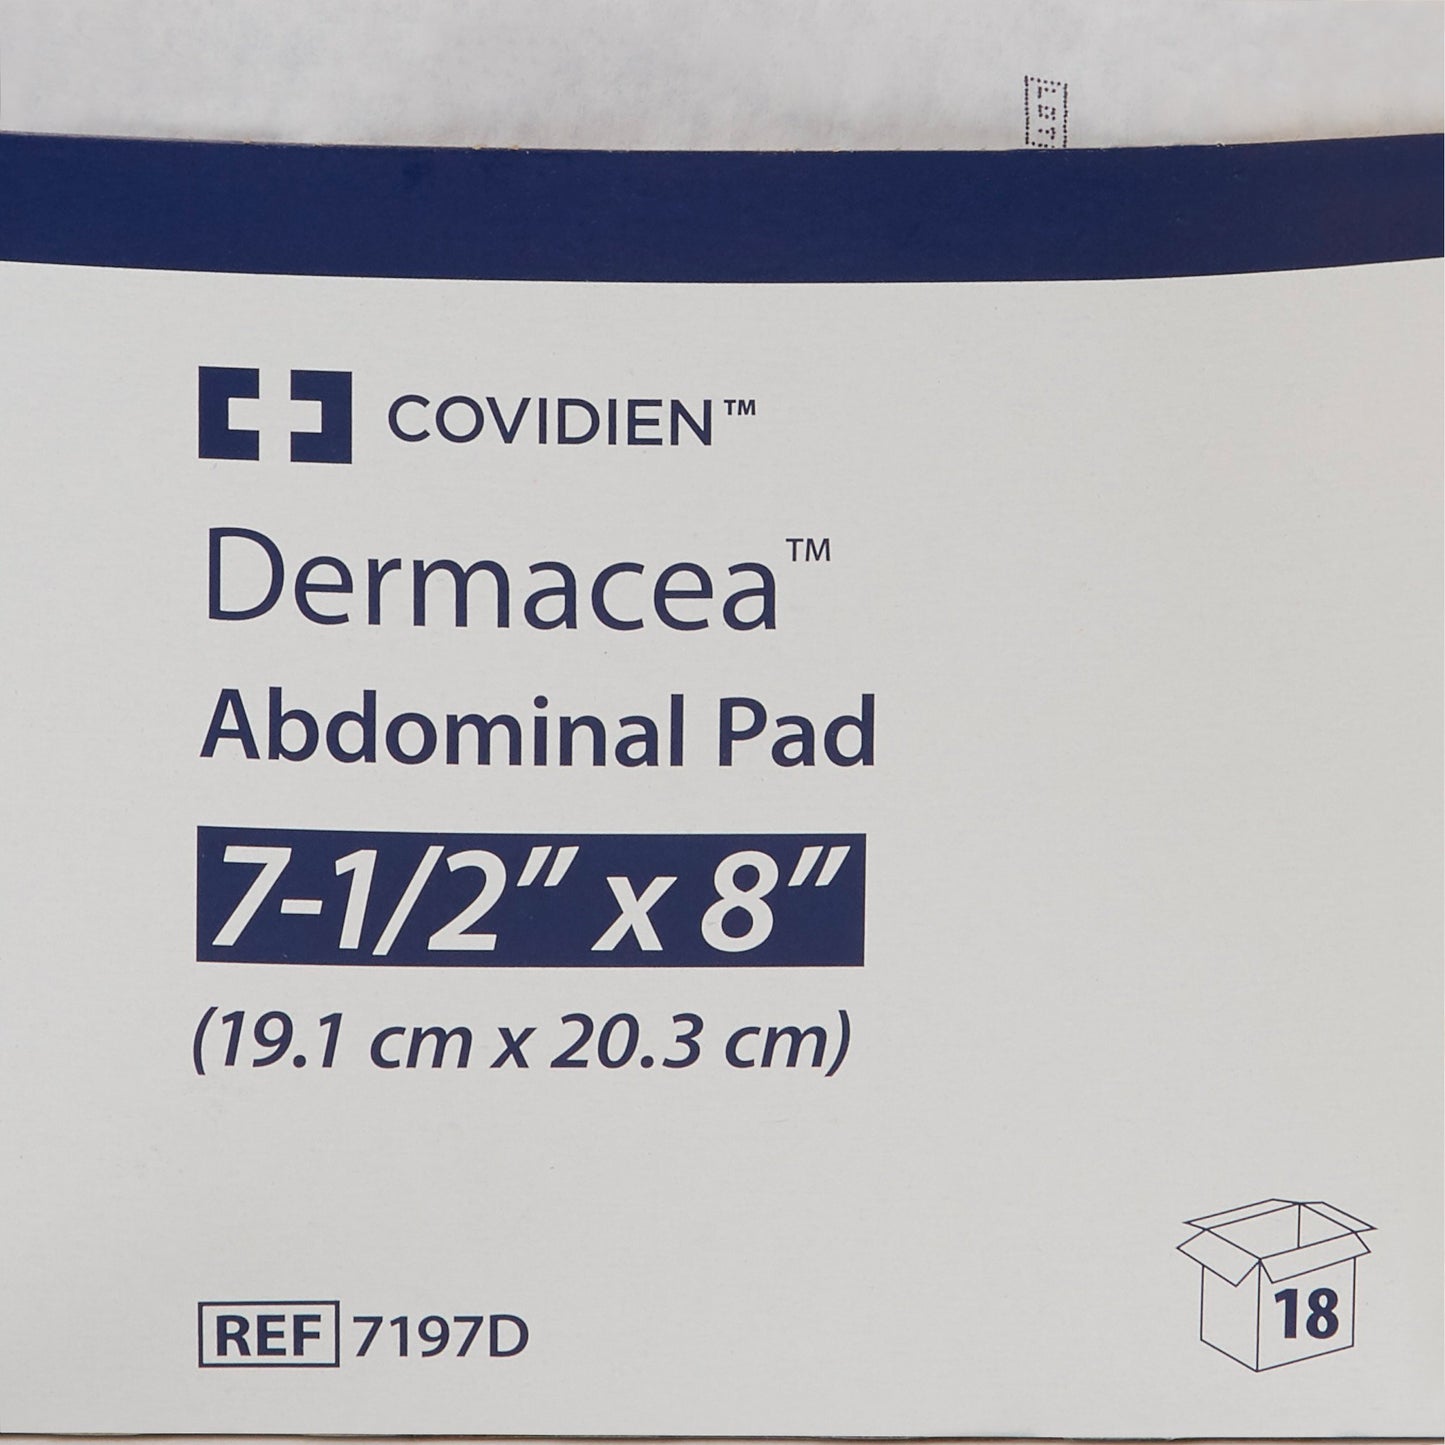 COVIDIEN™
Dermacea™
Abdominal Pad
7-1/2" x 8"
(19.1 cm x 20.3 cm)
REF 7197D
18